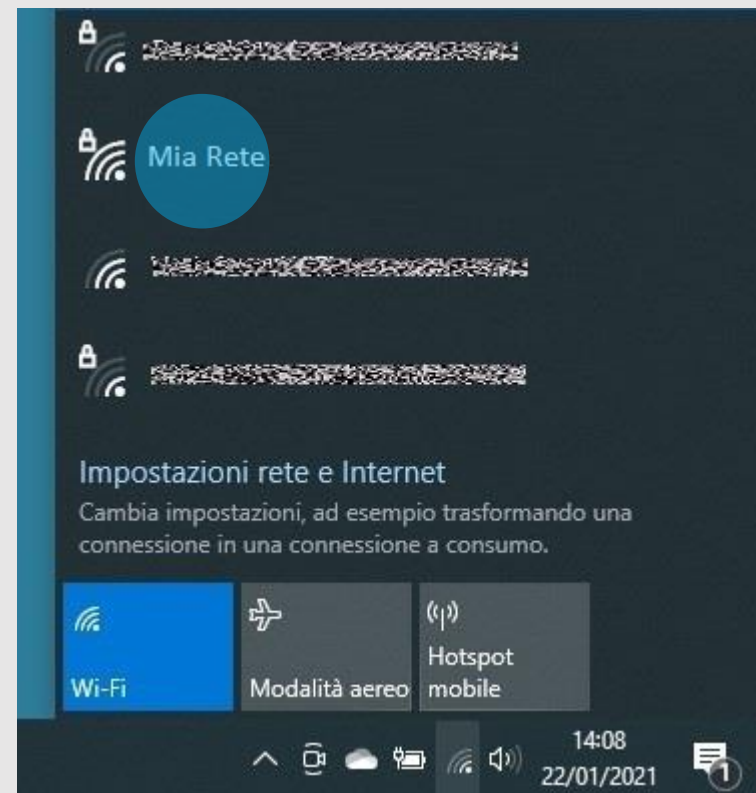 Mia Rete
Impostazioni rete e Internet
Cambia impostazioni, ad esempio trasformando una
connessione in una connessione a consumo.
Wi-Fi
Modalità aereo
Hotspot
mobile
14:08
22/01/2021
1